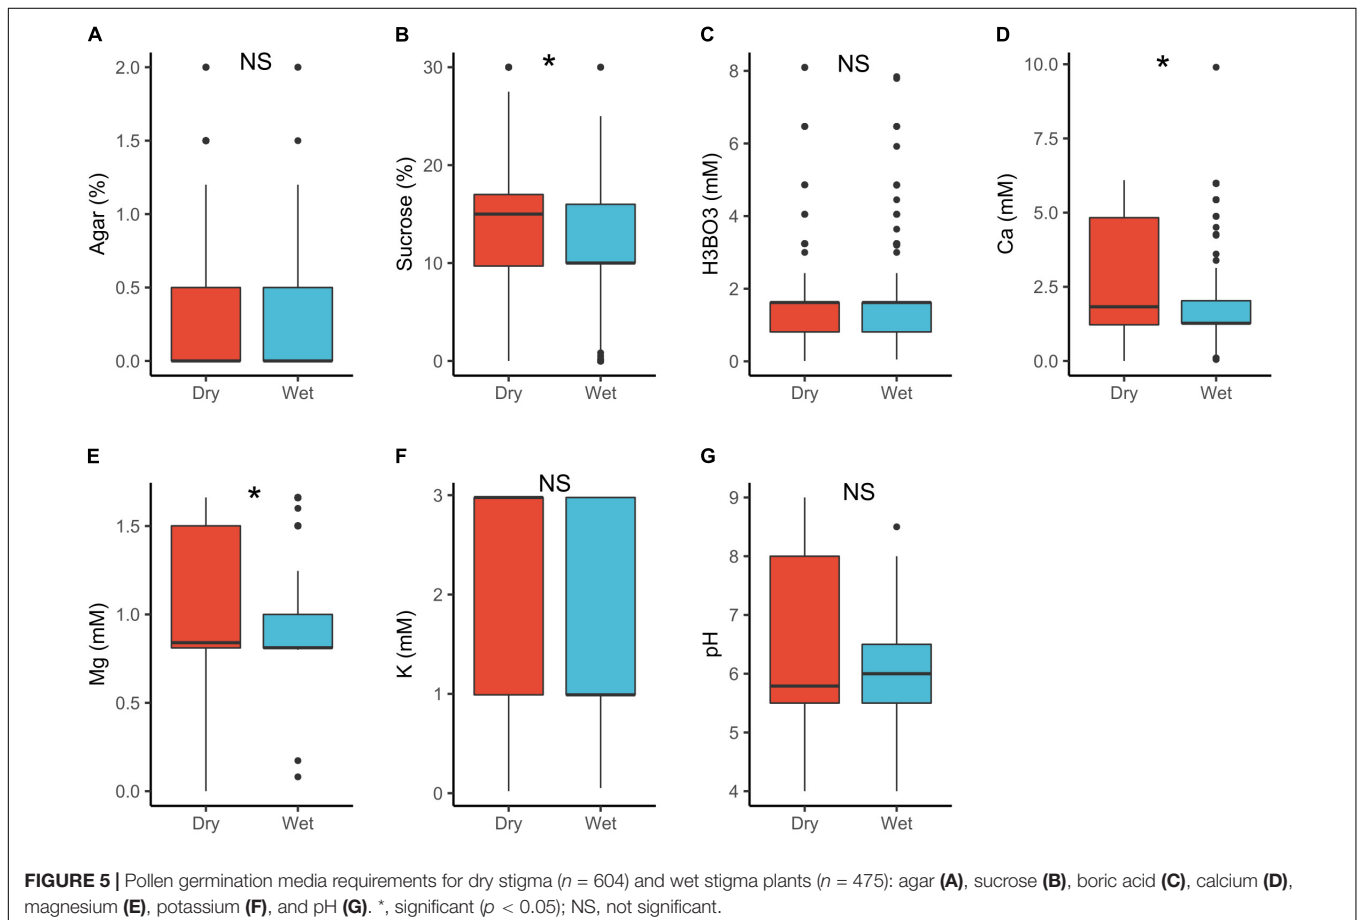 A
NS
Agar (%)
2.0
1.5
1.0
0.5
0.0
Dry Wet
B
*
Sucrose (%)
30
20
10
0
Dry Wet
C
NS
H3BO3 (mM)
8
6
4
2
0
Dry Wet
D
*
Ca (mM)
10.0
7.5
5.0
2.5
0.0
Dry Wet
E
*
Mg (mM)
1.5
1.0
0.5
0.0
Dry Wet
F
NS
K (mM)
3
2
1
0
Dry Wet
G
NS
pH
9
8
7
6
5
4
Dry Wet
FIGURE 5 | Pollen germination media requirements for dry stigma (n = 604) and wet stigma plants (n = 475): agar (A), sucrose (B), boric acid (C), calcium (D),
magnesium (E), potassium (F), and pH (G). *, significant (p < 0.05); NS, not significant.